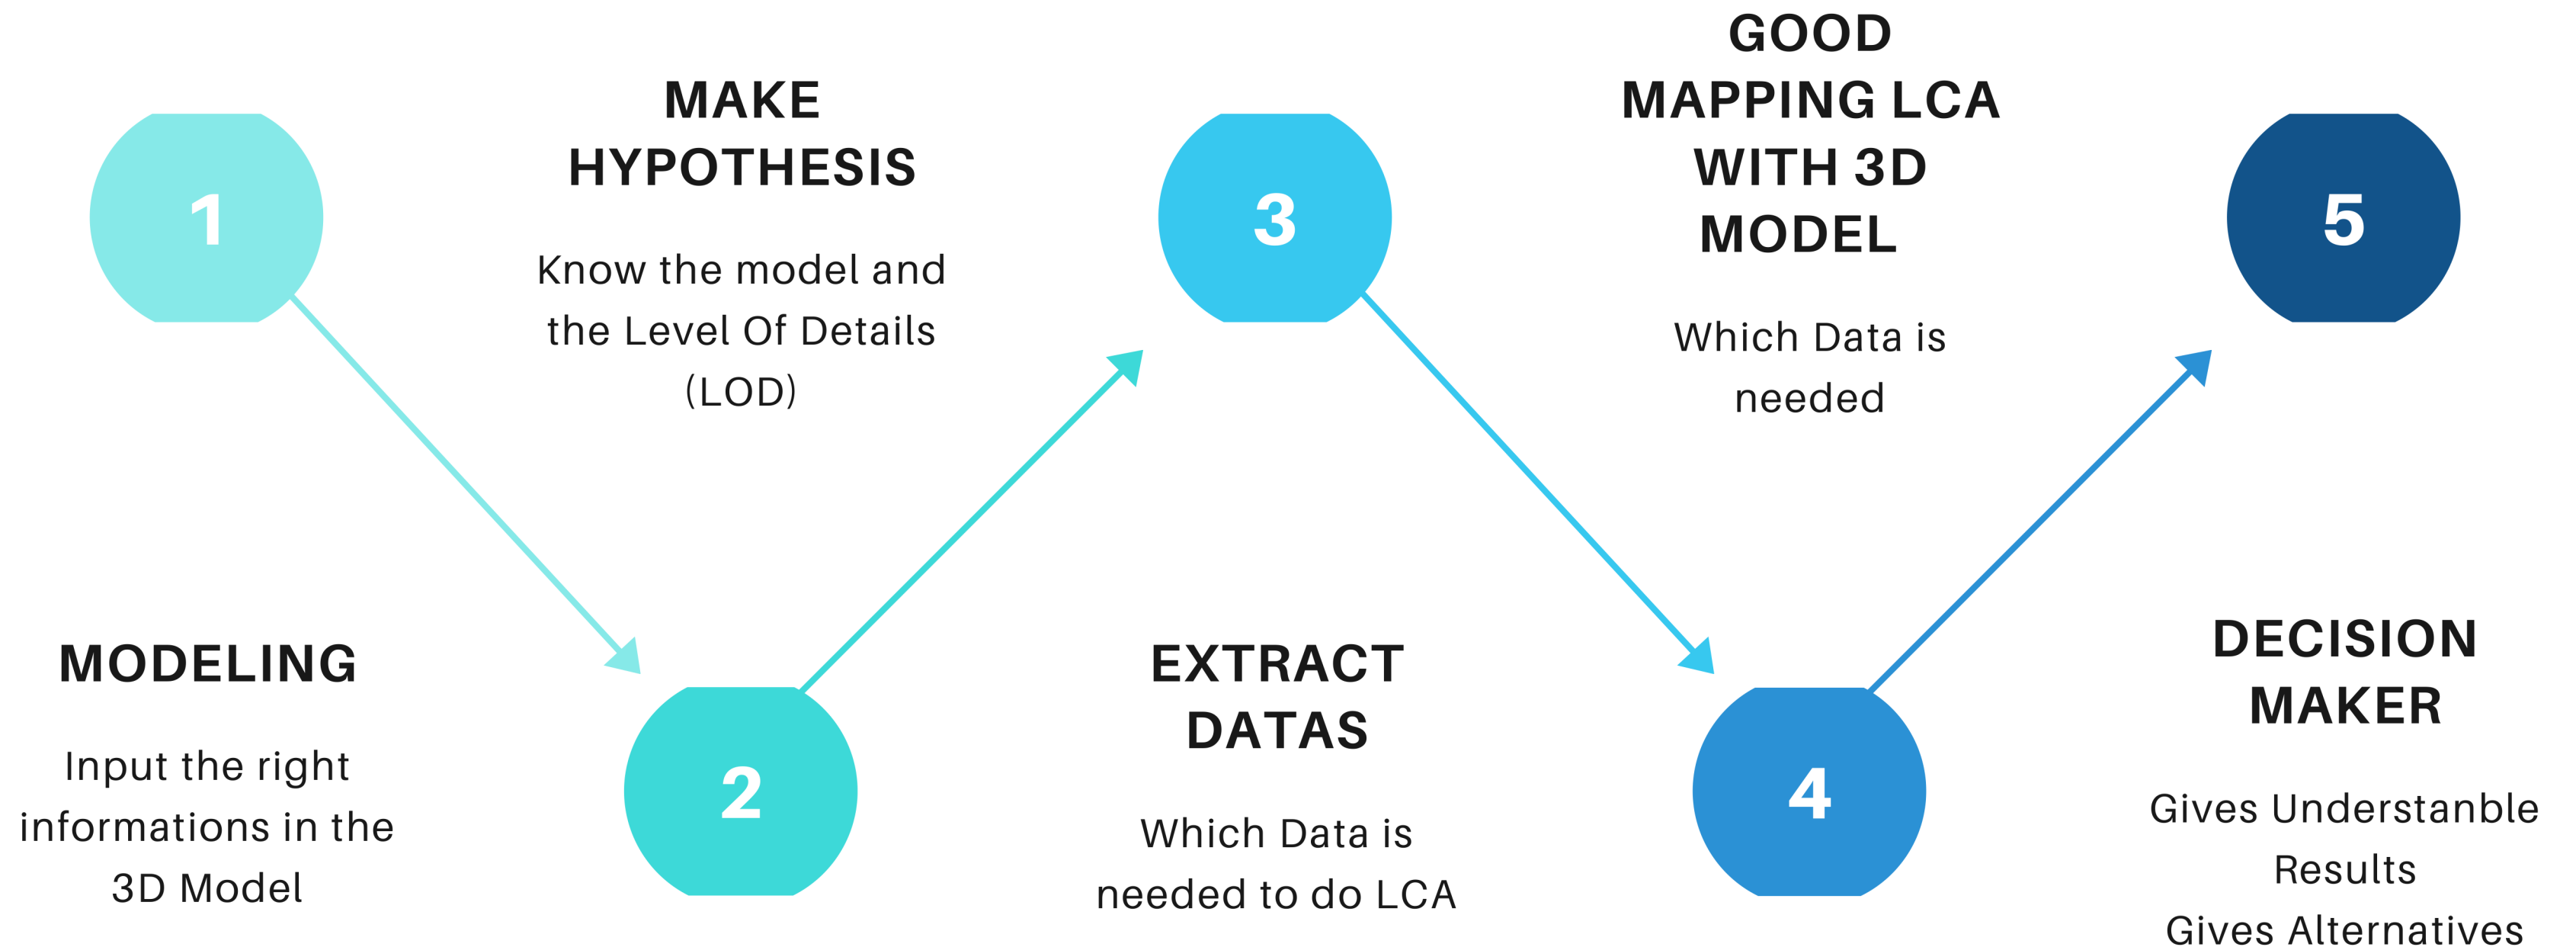 1
MODELING
Input the right
informations in the
3D Model
MAKE
HYPOTHESIS
Know the model and
the Level Of Details
(LOD)
2
3
EXTRACT
DATAS
Which Data is
needed to do LCA
GOOD
MAPPING LCA
WITH 3D
MODEL
Which Data is
needed
4
5
DECISION
MAKER
Gives Understanble
Results
Gives Alternatives